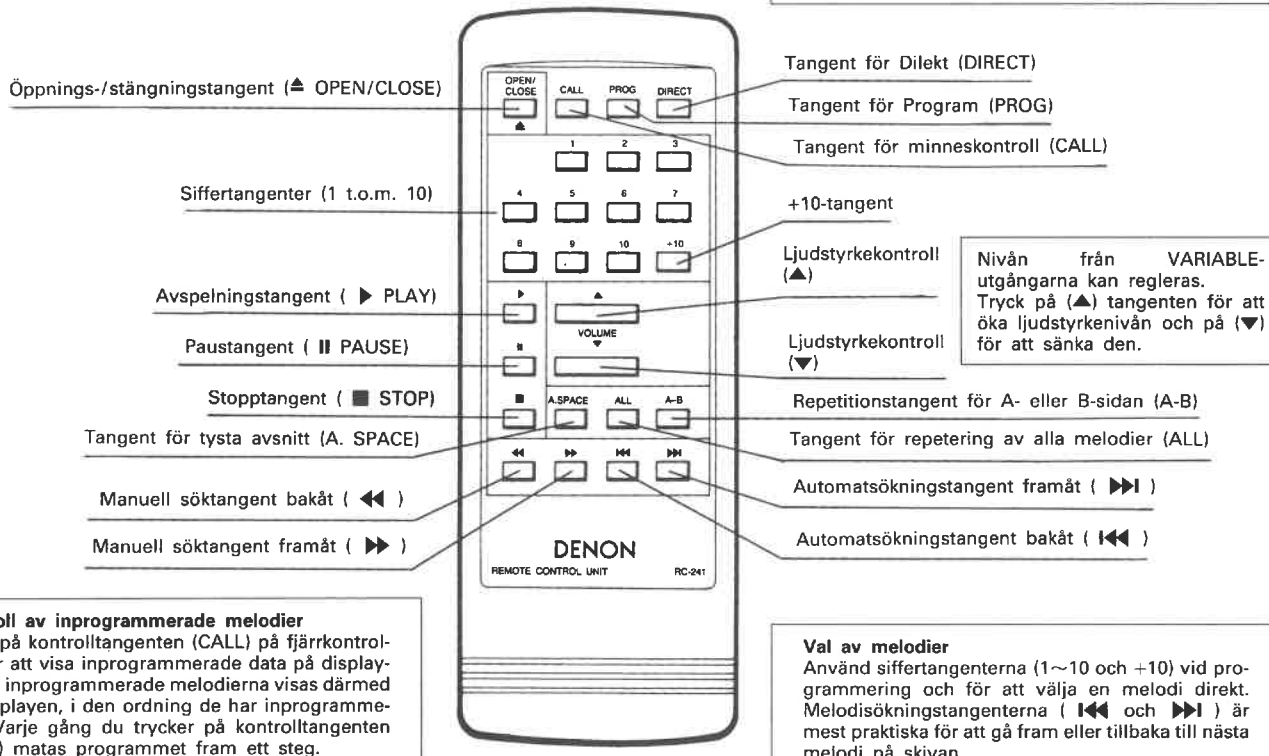 Öppnings-/stängningstangent (≜ OPEN/CLOSE)
Siffertangenter (1 t.o.m. 10)
Avspelningstangent ( ▶ PLAY)
Paustangent ( ⏸ PAUSE)
Stopptangent ( ■ STOP)
Tangent för tysta avsnitt (A. SPACE)
Manuell söktangent bakåt ( ◀◀ )
Manuell söktangent framåt ( ▶▶ )
OPEN/
CLOSE CALL PROG DIRECT
1 2 3
4 5 6 7
8 9 10 +10
VOLUME
A.SPACE ALL A-B
DENON
REMOTE CONTROL UNIT RC-241
Tangent för Dilekt (DIRECT)
Tangent för Program (PROG)
Tangent för minneskontroll (CALL)
+10-tangent
Ljudstyrkekontroll
(▲)
Ljudstyrkekontroll
(▼)
Nivån från VARIABLE-
utgångarna kan regleras.
Tryck på (▲) tangenten för att
öka ljudstyrkenivån och på (▼)
för att sänka den.
Repetitionstangent för A- eller B-sidan (A-B)
Tangent för repetering av alla melodier (ALL)
Automatsökningstangent framåt ( ▶▶I )
Automatsökningstangent bakåt ( I◀◀ )
oll av inprogrammerade melodier
på kontrolltangenten (CALL) på fjärrkontrol-
r att visa inprogrammerade data på display-
inprogrammerade melodierna visas därmed
playen, i den ordning de har inprogramme-
Varje gång du trycker på kontrolltangenten
) matas programmet fram ett steg.
Val av melodier
Använd siffertangenterna (1~10 och +10) vid pro-
grammering och för att välja en melodi direkt.
Melodisökningstangenterna ( I◀◀ och ▶▶I ) är
mest praktiska för att gå fram eller tillbaka till nästa
melodi på skivan.